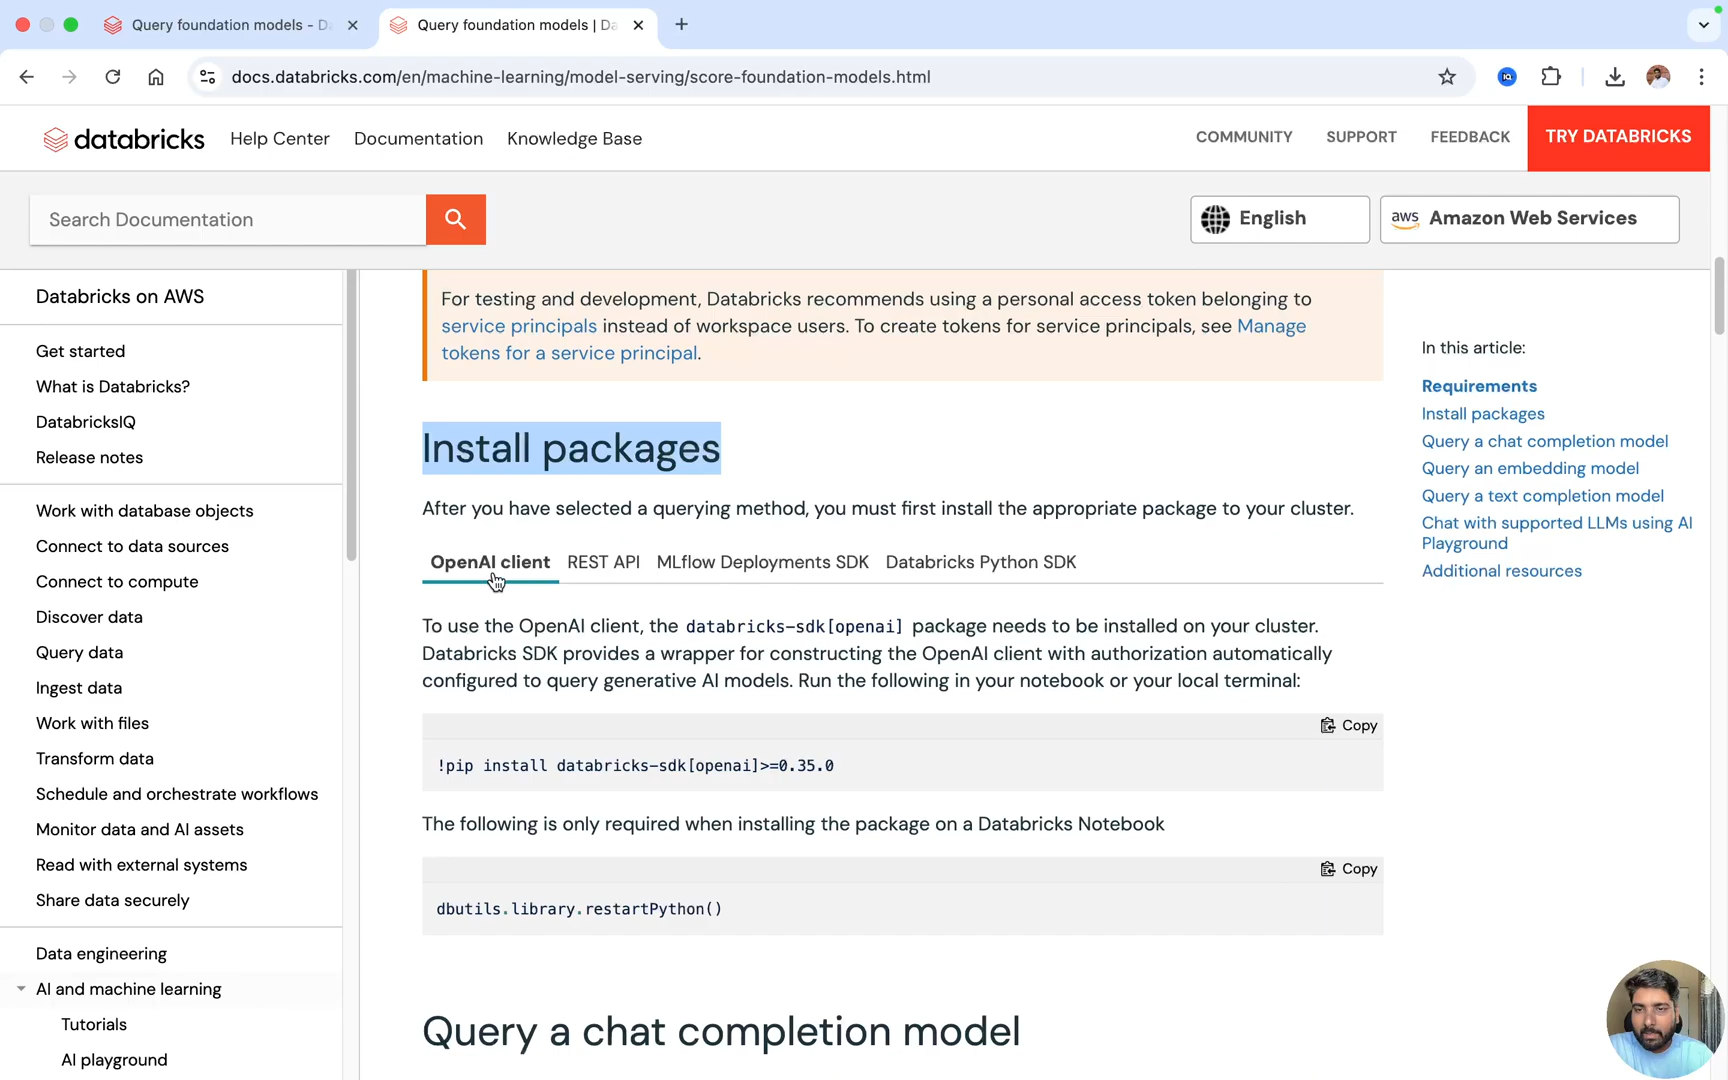 Query foundation models - Da
Query foundation models | Da
docs.databricks.com/en/machine-learning/model-serving/score-foundation-models.html
IQ
databricks
Help Center
Documentation
Knowledge Base
COMMUNITY
SUPPORT
FEEDBACK
TRY DATABRICKS
Search Documentation
English
aws
Amazon Web Services
Databricks on AWS
Get started
What is Databricks?
DatabricksIQ
Release notes
Work with database objects
Connect to data sources
Connect to compute
Discover data
Query data
Ingest data
Work with files
Transform data
Schedule and orchestrate workflows
Monitor data and AI assets
Read with external systems
Share data securely
Data engineering
AI and machine learning
Tutorials
AI playground
For testing and development, Databricks recommends using a personal access token belonging to
service principals instead of workspace users. To create tokens for service principals, see Manage
tokens for a service principal.
Install packages
After you have selected a querying method, you must first install the appropriate package to your cluster.
OpenAI client
REST API
MLflow Deployments SDK
Databricks Python SDK
To use the OpenAI client, the databricks-sdk[openai] package needs to be installed on your cluster.
Databricks SDK provides a wrapper for constructing the OpenAI client with authorization automatically
configured to query generative AI models. Run the following in your notebook or your local terminal:
Copy
!pip install databricks-sdk[openai]>=0.35.0
The following is only required when installing the package on a Databricks Notebook
Copy
dbutils.library.restartPython()
Query a chat completion model
In this article:
Requirements
Install packages
Query a chat completion model
Query an embedding model
Query a text completion model
Chat with supported LLMs using AI
Playground
Additional resources